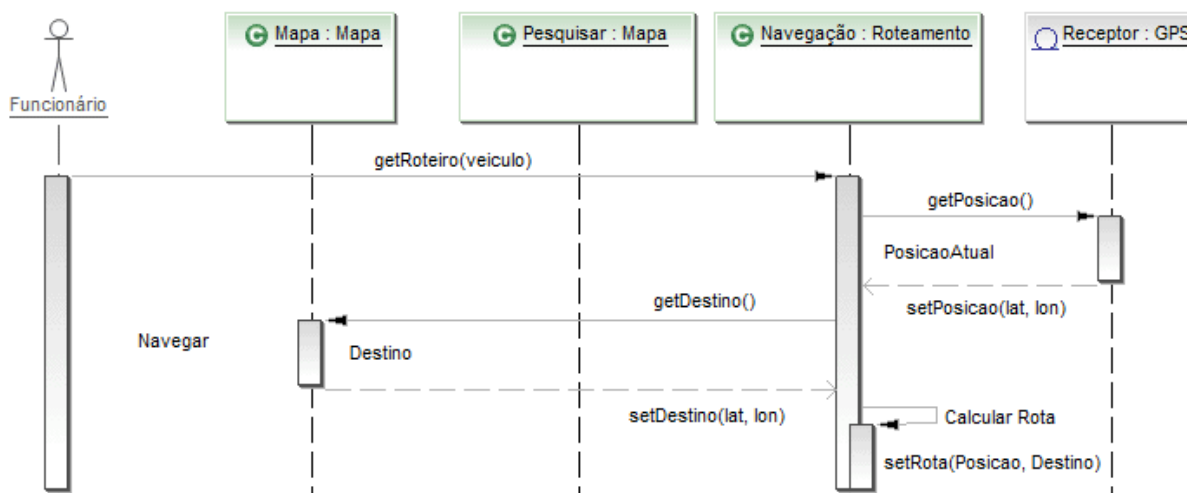 Mapa : Mapa
Pesquisar : Mapa
Navegação : Roteamento
Receptor : GPS
Funcionário
getRoteiro(veiculo)
getPosicao()
PosicaoAtual
setPosicao(lat, lon)
getDestino()
Navegar
Destino
setDestino(lat, lon)
Calcular Rota
setRota(Posicao, Destino)